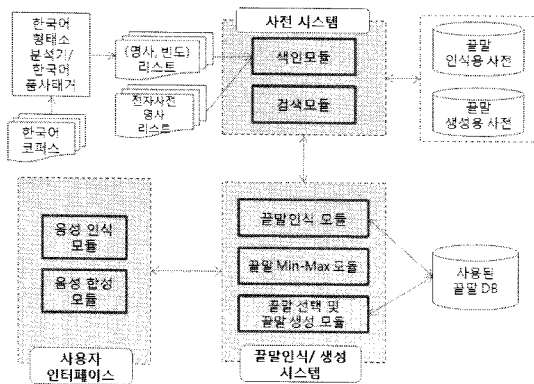 한국어
형태소
분석기/
한국어
품사태거
(명사, 빈도)
리스트
전자사전
명사
리스트
한국어
코퍼스
사전 시스템
색인모듈
검색모듈
끝말
인식용 사전
끝말
생성용 사전
음성 인식
모듈
음성 합성
모듈
사용자
인터페이스
끝말인식 모듈
끝말 Min-Max 모듈
끝말 선택 및
끝말 생성 모듈
끝말인식/ 생성
시스템
사용된
끝말 DB